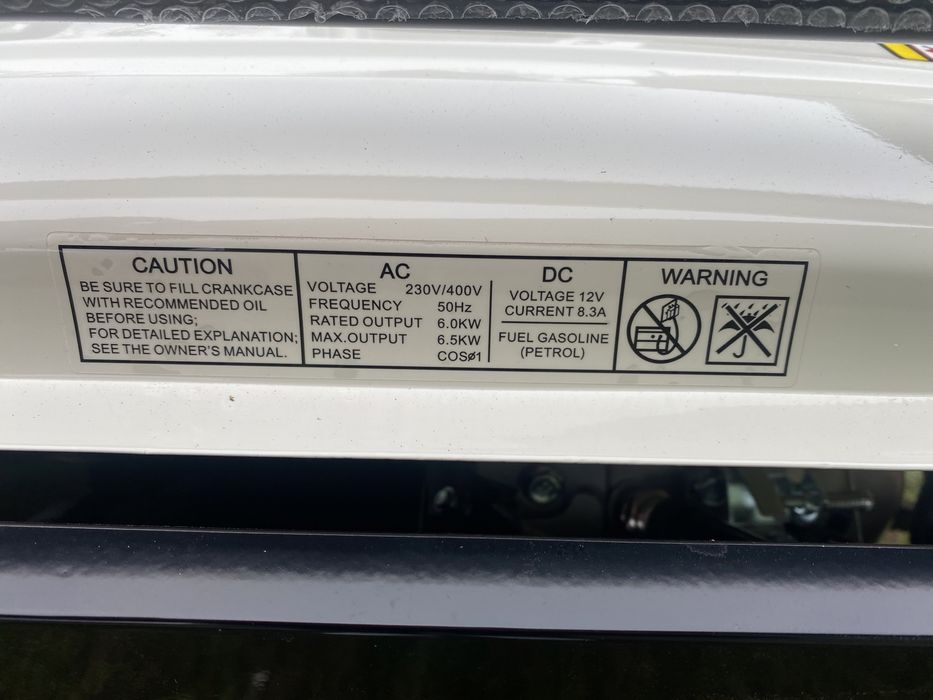 CAUTION
BE SURE TO FILL CRANKCASE
WITH RECOMMENDED OIL
BEFORE USING;
FOR DETAILED EXPLANATION;
SEE THE OWNER'S MANUAL.
AC
VOLTAGE 230V/400V
FREQUENCY 50Hz
RATED OUTPUT 6.0KW
MAX.OUTPUT 6.5KW
PHASE COSø1
DC
VOLTAGE 12V
CURRENT 8.3A
FUEL GASOLINE
(PETROL)
WARNING